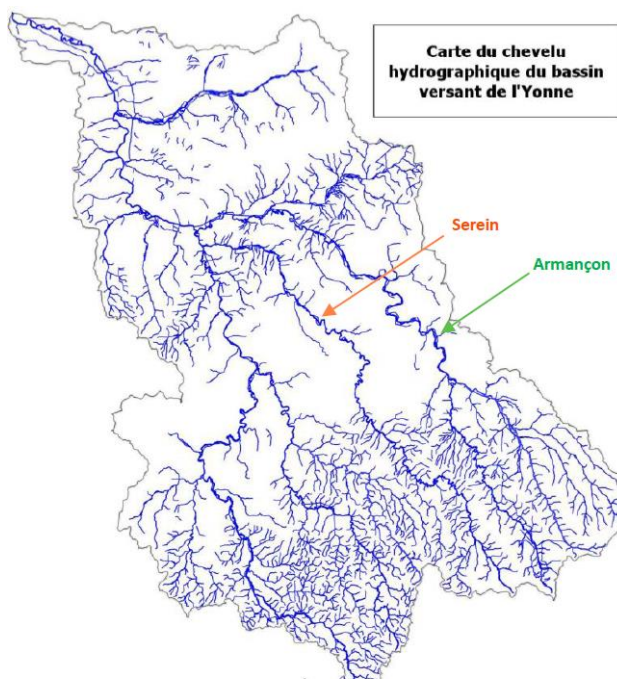 Carte du chevelu
hydrographique du bassin
versant de l'Yonne
Serein
Armançon